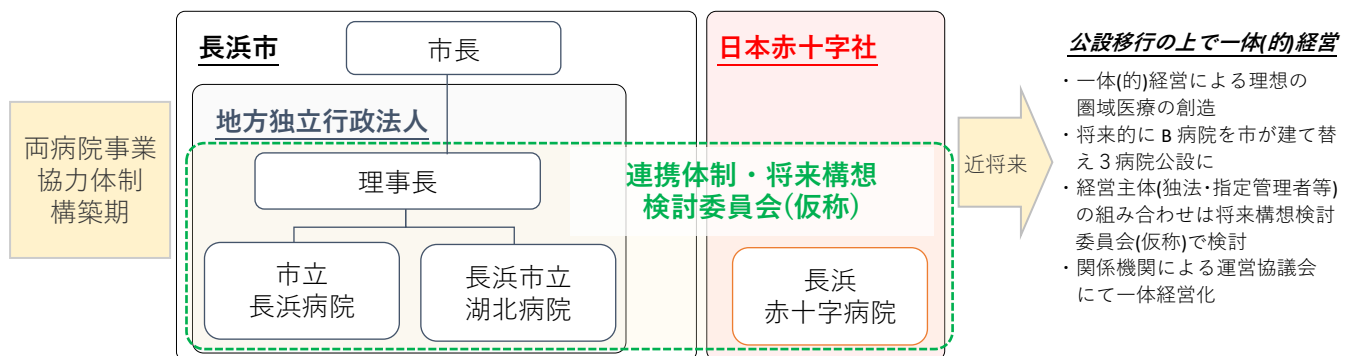 両病院事業
協力体制
構築期
長浜市
市長
地方独立行政法人
理事長
市立
長浜病院
長浜市立
湖北病院
日本赤十字社
連携体制・将来構想
検討委員会(仮称)
長浜
赤十字病院
近将来
公設移行の上で一体(的)経営
・一体(的)経営による理想の
圏域医療の創造
・将来的に B 病院を市が建て替
え３病院公設に
・経営主体(独法・指定管理者等)
の組み合わせは将来構想検討
委員会(仮称)で検討
・関係機関による運営協議会
にて一体経営化